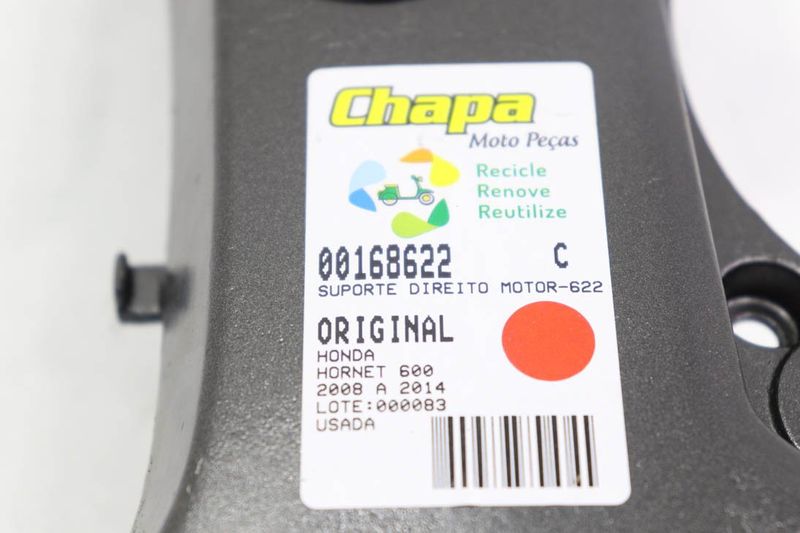 Chapa
Moto Peças
Recicle
Renove
Reutilize
00168622 C
SUPORTE DIREITO MOTOR-622
ORIGINAL
HONDA
HORNET 600
2008 A 2014
LOTE:000083
USADA